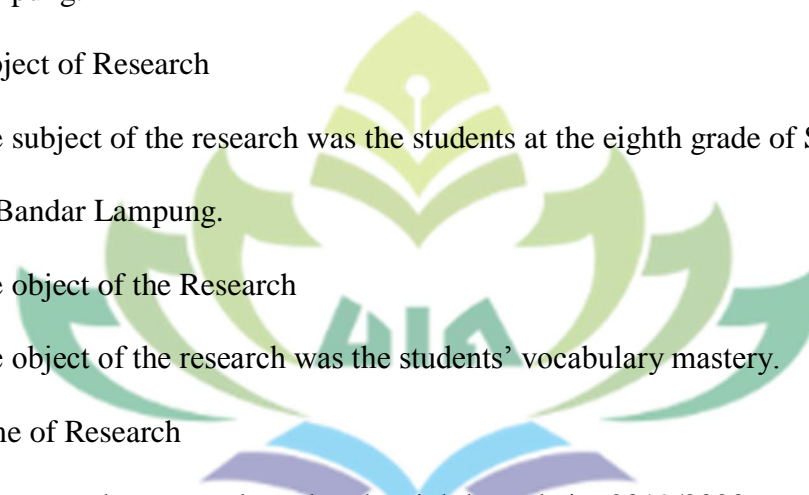 ject of Research
e subject of the research was the students at the eighth grade of S
Bandar Lampung.
e object of the Research
e object of the research was the students’ vocabulary mastery.
ne of Research